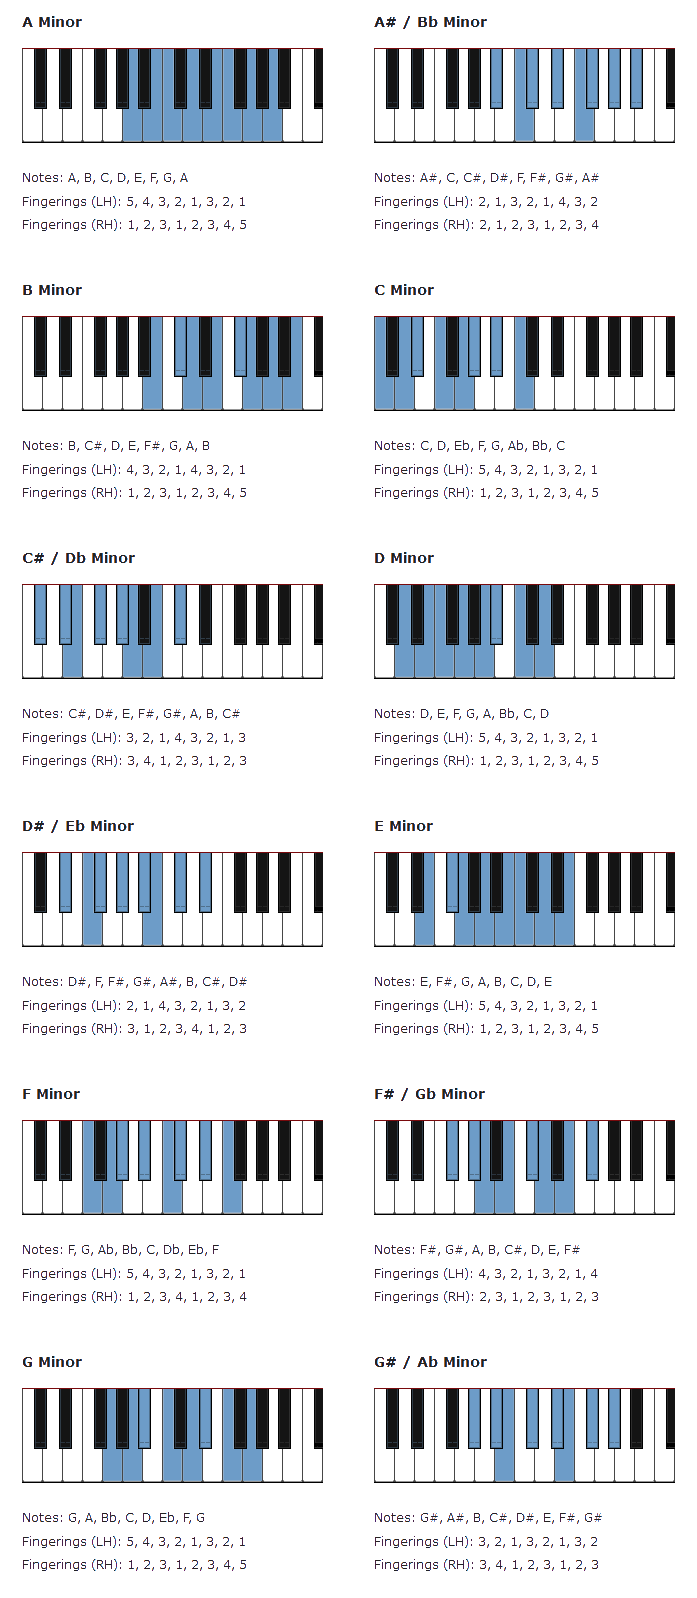 A Minor
Notes: A, B, C, D, E, F, G, A
Fingerings (LH): 5, 4, 3, 2, 1, 3, 2, 1
Fingerings (RH): 1, 2, 3, 1, 2, 3, 4, 5
A# / Bb Minor
Notes: A#, C, C#, D#, F, F#, G#, A#
Fingerings (LH): 2, 1, 3, 2, 1, 4, 3, 2
Fingerings (RH): 2, 1, 2, 3, 1, 2, 3, 4
B Minor
Notes: B, C#, D, E, F#, G, A, B
Fingerings (LH): 4, 3, 2, 1, 4, 3, 2, 1
Fingerings (RH): 1, 2, 3, 1, 2, 3, 4, 5
C Minor
Notes: C, D, Eb, F, G, Ab, Bb, C
Fingerings (LH): 5, 4, 3, 2, 1, 3, 2, 1
Fingerings (RH): 1, 2, 3, 1, 2, 3, 4, 5
C# / Db Minor
Notes: C#, D#, E, F#, G#, A, B, C#
Fingerings (LH): 3, 2, 1, 4, 3, 2, 1, 3
Fingerings (RH): 3, 4, 1, 2, 3, 1, 2, 3
D Minor
Notes: D, E, F, G, A, Bb, C, D
Fingerings (LH): 5, 4, 3, 2, 1, 3, 2, 1
Fingerings (RH): 1, 2, 3, 1, 2, 3, 4, 5
D# / Eb Minor
Notes: D#, F, F#, G#, A#, B, C#, D#
Fingerings (LH): 2, 1, 4, 3, 2, 1, 3, 2
Fingerings (RH): 3, 1, 2, 3, 4, 1, 2, 3
E Minor
Notes: E, F#, G, A, B, C, D, E
Fingerings (LH): 5, 4, 3, 2, 1, 3, 2, 1
Fingerings (RH): 1, 2, 3, 1, 2, 3, 4, 5
F Minor
Notes: F, G, Ab, Bb, C, Db, Eb, F
Fingerings (LH): 5, 4, 3, 2, 1, 3, 2, 1
Fingerings (RH): 1, 2, 3, 4, 1, 2, 3, 4
F# / Gb Minor
Notes: F#, G#, A, B, C#, D, E, F#
Fingerings (LH): 4, 3, 2, 1, 3, 2, 1, 4
Fingerings (RH): 2, 3, 1, 2, 3, 1, 2, 3
G Minor
Notes: G, A, Bb, C, D, Eb, F, G
Fingerings (LH): 5, 4, 3, 2, 1, 3, 2, 1
Fingerings (RH): 1, 2, 3, 1, 2, 3, 4, 5
G# / Ab Minor
Notes: G#, A#, B, C#, D#, E, F#, G#
Fingerings (LH): 3, 2, 1, 3, 2, 1, 3, 2
Fingerings (RH): 3, 4, 1, 2, 3, 1, 2, 3